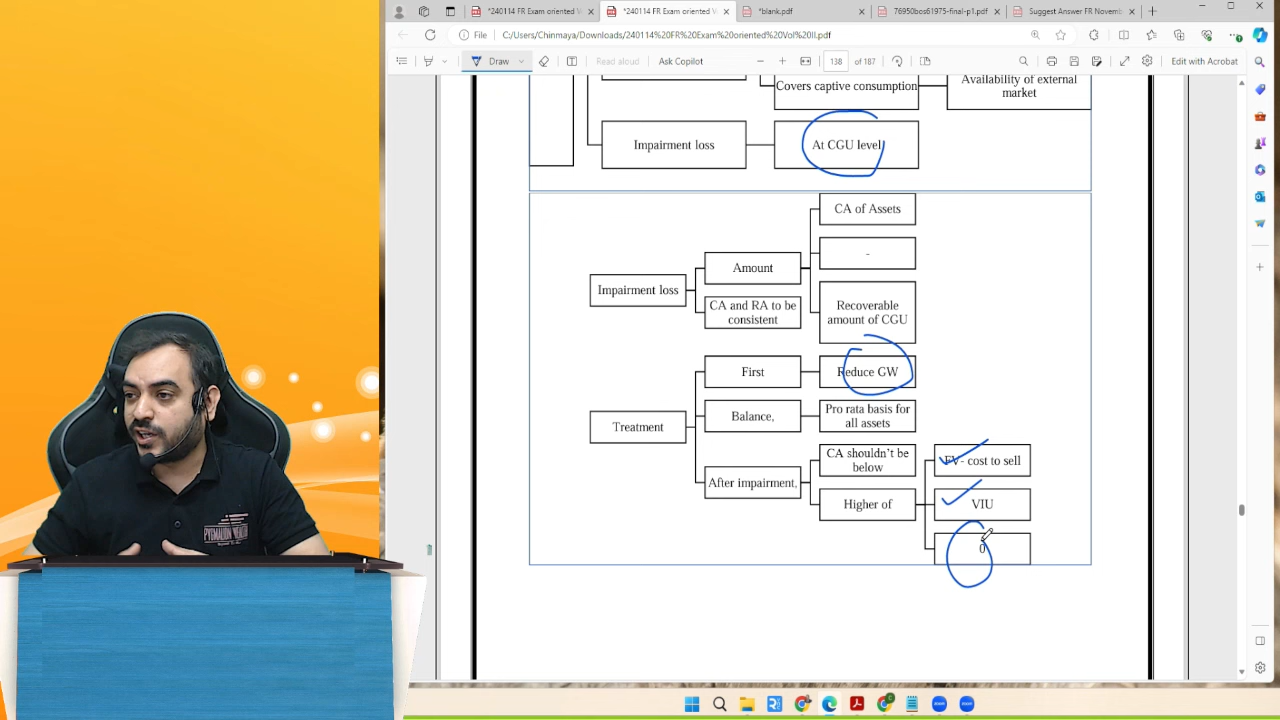 *240114 FR Exam oriented V
*240114 FR Exam oriented V
*blank.pdf
76950bos61975-final-p1.pdf
Suggest Answer FR Novemb
File
C:/Users/Chinmaya/Downloads/240114%20FR%20Exam%20oriented%20Vol%20II.pdf
Draw
Read aloud
Ask Copilot
138
of 187
Edit with Acrobat
Covers captive consumption
Availability of external
market
Impairment loss
At CGU level
CA of Assets
-
Amount
Impairment loss
CA and RA to be
consistent
Recoverable
amount of CGU
First
Reduce GW
Treatment
Balance,
Pro rata basis for
all assets
After impairment,
CA shouldn't be
below
Higher of
FV- cost to sell
VIU
0
PYGMALION WEALTH